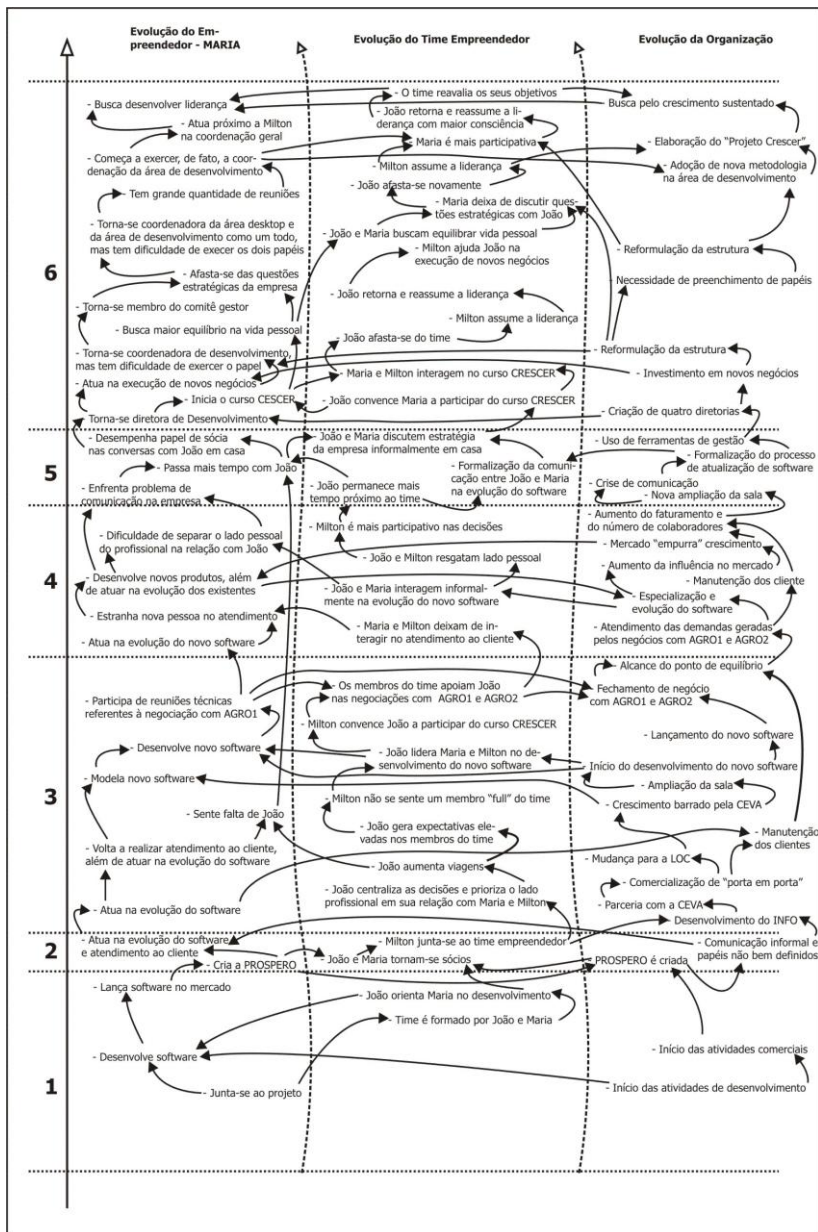 Evolução do Em-
preendedor - MARIA
Evolução do Time Empreendedor
Evolução da Organização
6
- Busca desenvolver liderança
- Atua próximo a Milton
na coordenação geral
- Começa a exercer, de fato, a coor-
denação da área de desenvolvimento
- Tem grande quantidade de reuniões
- Torna-se coordenadora da área desktop e
da área de desenvolvimento como um todo,
mas tem dificuldade de execer os dois papéis
- Afasta-se das questões
estratégicas da empresa
- Torna-se membro do comitê gestor
- Busca maior equilíbrio na vida pessoal
- Torna-se coordenadora de desenvolvimento,
mas tem dificuldade de exercer o papel
- Atua na execução de novos negócios
- Inicia o curso CESCER
Torna-se diretora de Desenvolvimento
- O time reavalia os seus objetivos
- João retorna e reassume a li-
derança com maior consciência
- Maria é mais participativa
- Milton assume a liderança
- João afasta-se novamente
- Maria deixa de discutir ques-
tões estratégicas com João
- João e Maria buscam equilibrar vida pessoal
- Milton ajuda João na
execução de novos negócios
- João retorna e reassume a liderança
- Milton assume a liderança
- João afasta-se do time
- Maria e Milton interagem no curso CRESCER
- João convence Maria a participar do curso CRESCER
Busca pelo crescimento sustentado
- Elaboração do “Projeto Crescer”
- Adoção de nova metodologia
na área de desenvolvimento
- Reformulação da estrutura
- Necessidade de preenchimento de papéis
- Reformulação da estrutura
- Investimento em novos negócios
- Criação de quatro diretorias
5
- Desempenha papel de sócia
nas conversas com João em casa
- Passa mais tempo com João
- Enfrenta problema de
comunicação na empresa
- João e Maria discutem estratégia
da empresa informalmente em casa
- João permanece mais
tempo próximo ao time
- Formalização da comuni-
cação entre João e Maria
na evolução do software
- Uso de ferramentas de gestão
- Formalização do processo
de atualização de software
- Crise de comunicação
- Nova ampliação da sala
4
- Dificuldade de separar o lado pessoal
do profissional na relação com João
- Desenvolve novos produtos, além
de atuar na evolução dos existentes
- Estranha nova pessoa no atendimento
- Atua na evolução do novo software
- Milton é mais participativo nas decisões
- João e Milton resgatam lado pessoal
- João e Maria interagem informal-
mente na evolução do novo software
- Maria e Milton deixam de in-
teragir no atendimento ao cliente
- Aumento do faturamento e
do número de colaboradores
- Mercado “empurra” crescimento
- Aumento da influência no mercado
- Manutenção dos cliente
- Especialização e
evolução do software
- Atendimento das demandas geradas
pelos negócios com AGRO1 e AGRO2
3
- Participa de reuniões técnicas
referentes à negociação com AGRO1
- Desenvolve novo software
- Modela novo software
- Sente falta de João
- Volta a realizar atendimento ao cliente,
além de atuar na evolução do software
- Atua na evolução do software
- Os membros do time apoiam João
nas negociações com AGRO1 e AGRO2
- Milton convence João a participar do curso CRESCER
- João lidera Maria e Milton no de-
senvolvimento do novo software
- Milton não se sente um membro “full” do time
- João gera expectativas ele-
vadas nos membros do time
- João aumenta viagens
- João centraliza as decisões e prioriza o lado
profissional em sua relação com Maria e Milton
- Alcance do ponto de equilíbrio
Fechamento de negócio
com AGRO1 e AGRO2
- Lançamento do novo software
- Início do desenvolvimento do novo software
- Ampliação da sala
- Crescimento barrado pela CEVA
- Manutenção
dos clientes
- Mudança para a LOC
- Comercialização de “porta em porta”
- Parceria com a CEVA
Desenvolvimento do INFO
2
- Atua na evolução do software
e atendimento ao cliente
- Cria a PROSPERO
- Milton junta-se ao time empreendedor
- João e Maria tornam-se sócios
- Comunicação informal e
papéis não bem definidos
PROSPERO é criada
1
- Lança software no mercado
- Desenvolve software
- Junta-se ao projeto
- João orienta Maria no desenvolvimento
- Time é formado por João e Maria
- Início das atividades comerciais
- Início das atividades de desenvolvimento